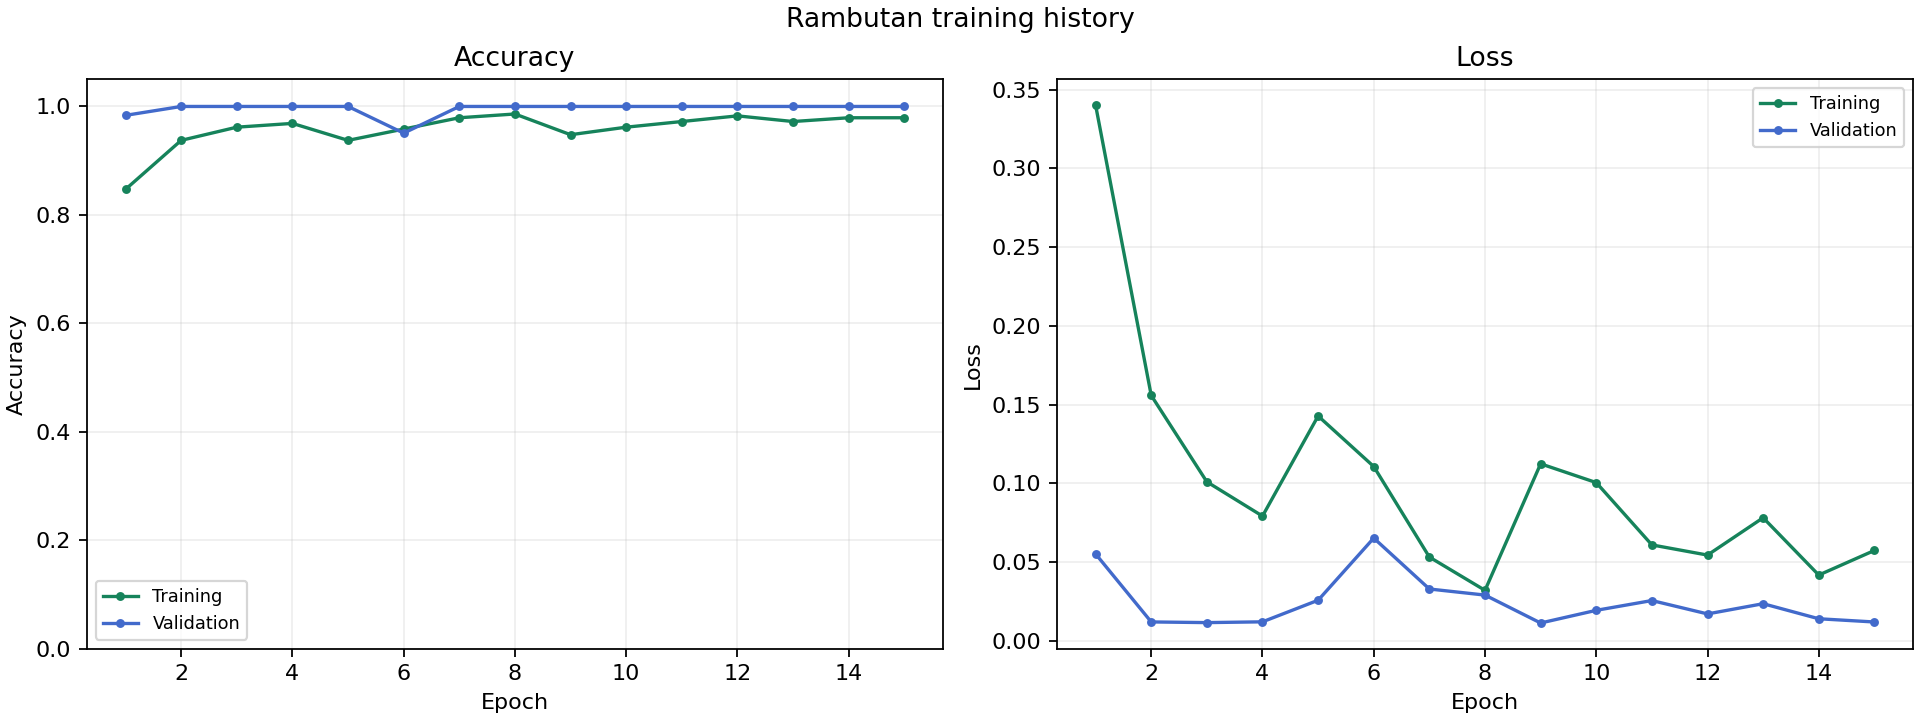 Rambutan training history
Accuracy
Accuracy
1.0
0.8
0.6
0.4
0.2
0.0
Training
Validation
2 4 6 8 10 12 14
Epoch
Loss
Loss
0.35
0.30
0.25
0.20
0.15
0.10
0.05
0.00
Training
Validation
2 4 6 8 10 12 14
Epoch